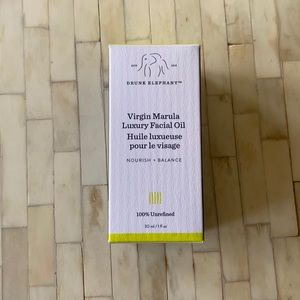 DRUNK ELEPHANT™
Virgin Marula
Luxury Facial Oil
Huile luxueuse
pour le visage
NOURISH + BALANCE
100% Unrefined
30 ml / 1 fl oz